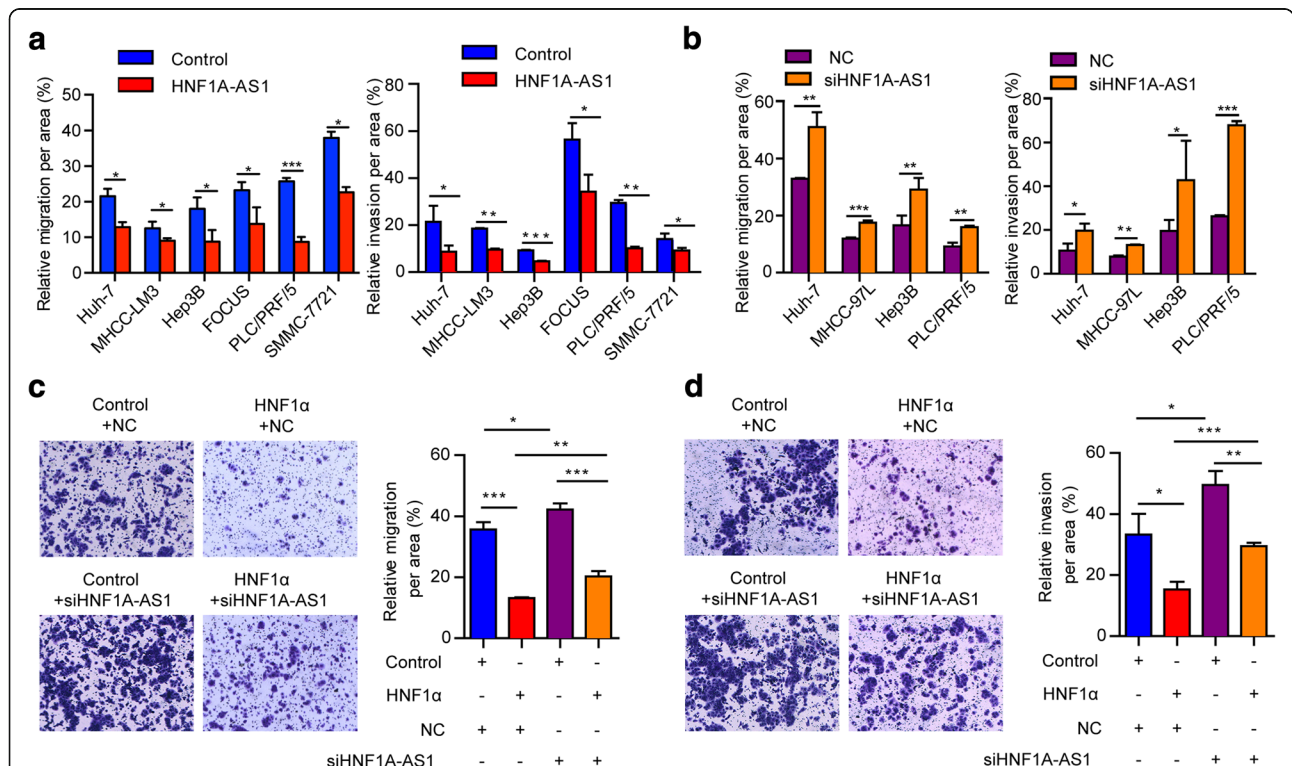 a
Control
HNF1A-AS1
Relative migration per area (%)
50
40
30
20
10
0
*
*
*
*
***
*
Huh-7
MHCC-LM3
Hep3B
FOCUS
PLC/PRF/5
SMMC-7721
Control
HNF1A-AS1
Relative invasion per area (%)
80
60
40
20
0
*
**
***
*
**
*
Huh-7
MHCC-LM3
Hep3B
FOCUS
PLC/PRF/5
SMMC-7721
b
NC
siHNF1A-AS1
Relative migration per area (%)
60
40
20
0
**
***
**
**
Huh-7
MHCC-97L
Hep3B
PLC/PRF/5
NC
siHNF1A-AS1
Relative invasion per area (%)
80
60
40
20
0
*
**
*
***
Huh-7
MHCC-97L
Hep3B
PLC/PRF/5
c
Control
+NC
HNF1α
+NC
Control
+siHNF1A-AS1
HNF1α
+siHNF1A-AS1
Relative migration
per area (%)
60
40
20
0
*
**
***
***
Control + - + -
HNF1α - + - +
NC + + - -
siHNF1A-AS1 - - + +
d
Control
+NC
HNF1α
+NC
Control
+siHNF1A-AS1
HNF1α
+siHNF1A-AS1
Relative invasion
per area (%)
60
40
20
0
*
***
**
*
Control + - + -
HNF1α - + - +
NC + + - -
siHNF1A-AS1 - - + +